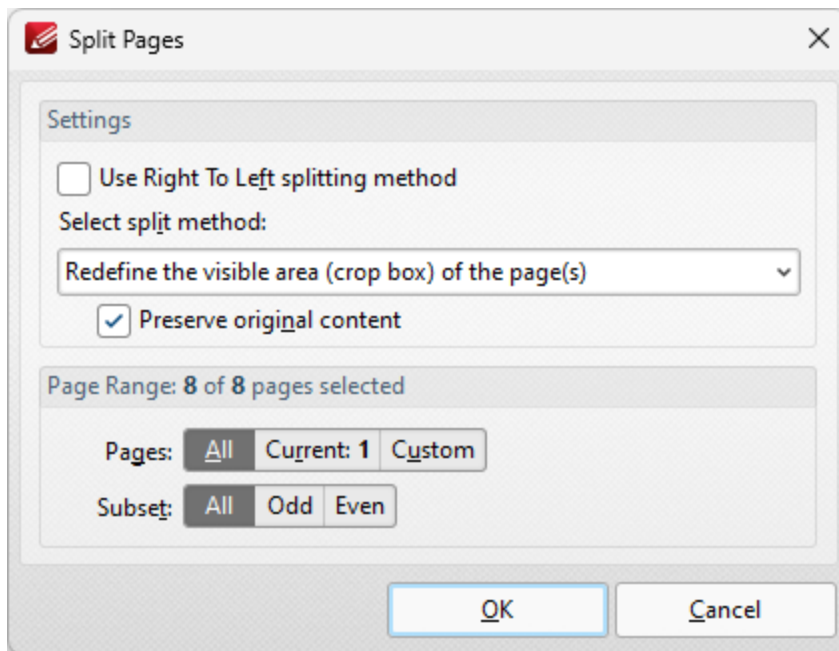 Split Pages
Settings
Use Right To Left splitting method
Select split method:
Redefine the visible area (crop box) of the page(s)
Preserve original content
Page Range: 8 of 8 pages selected
Pages: All Current: 1 Custom
Subset: All Odd Even
OK Cancel